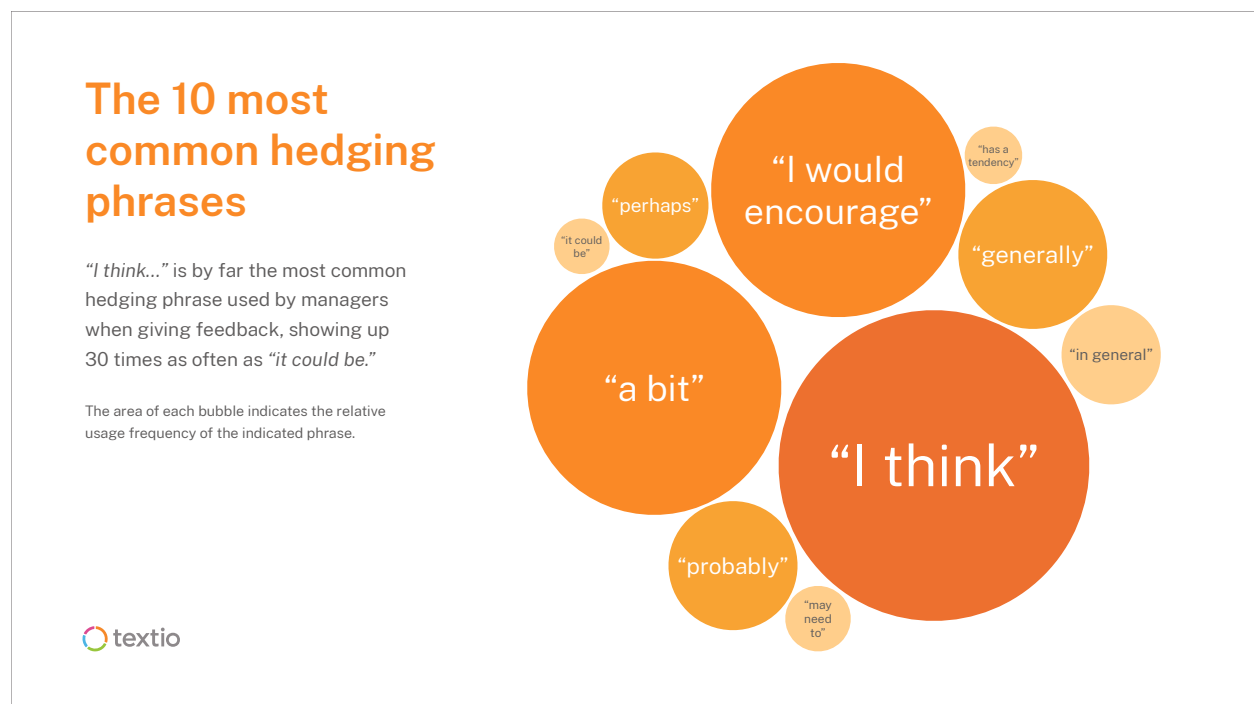 The 10 most
common hedging
phrases
“I think...” is by far the most common
hedging phrase used by managers
when giving feedback, showing up
30 times as often as “it could be.”
The area of each bubble indicates the relative
usage frequency of the indicated phrase.
textio
“I would
encourage”
“has a
tendency”
“perhaps”
“it could
be”
“generally”
“in general”
“a bit”
“I think”
“probably”
“may
need
to”